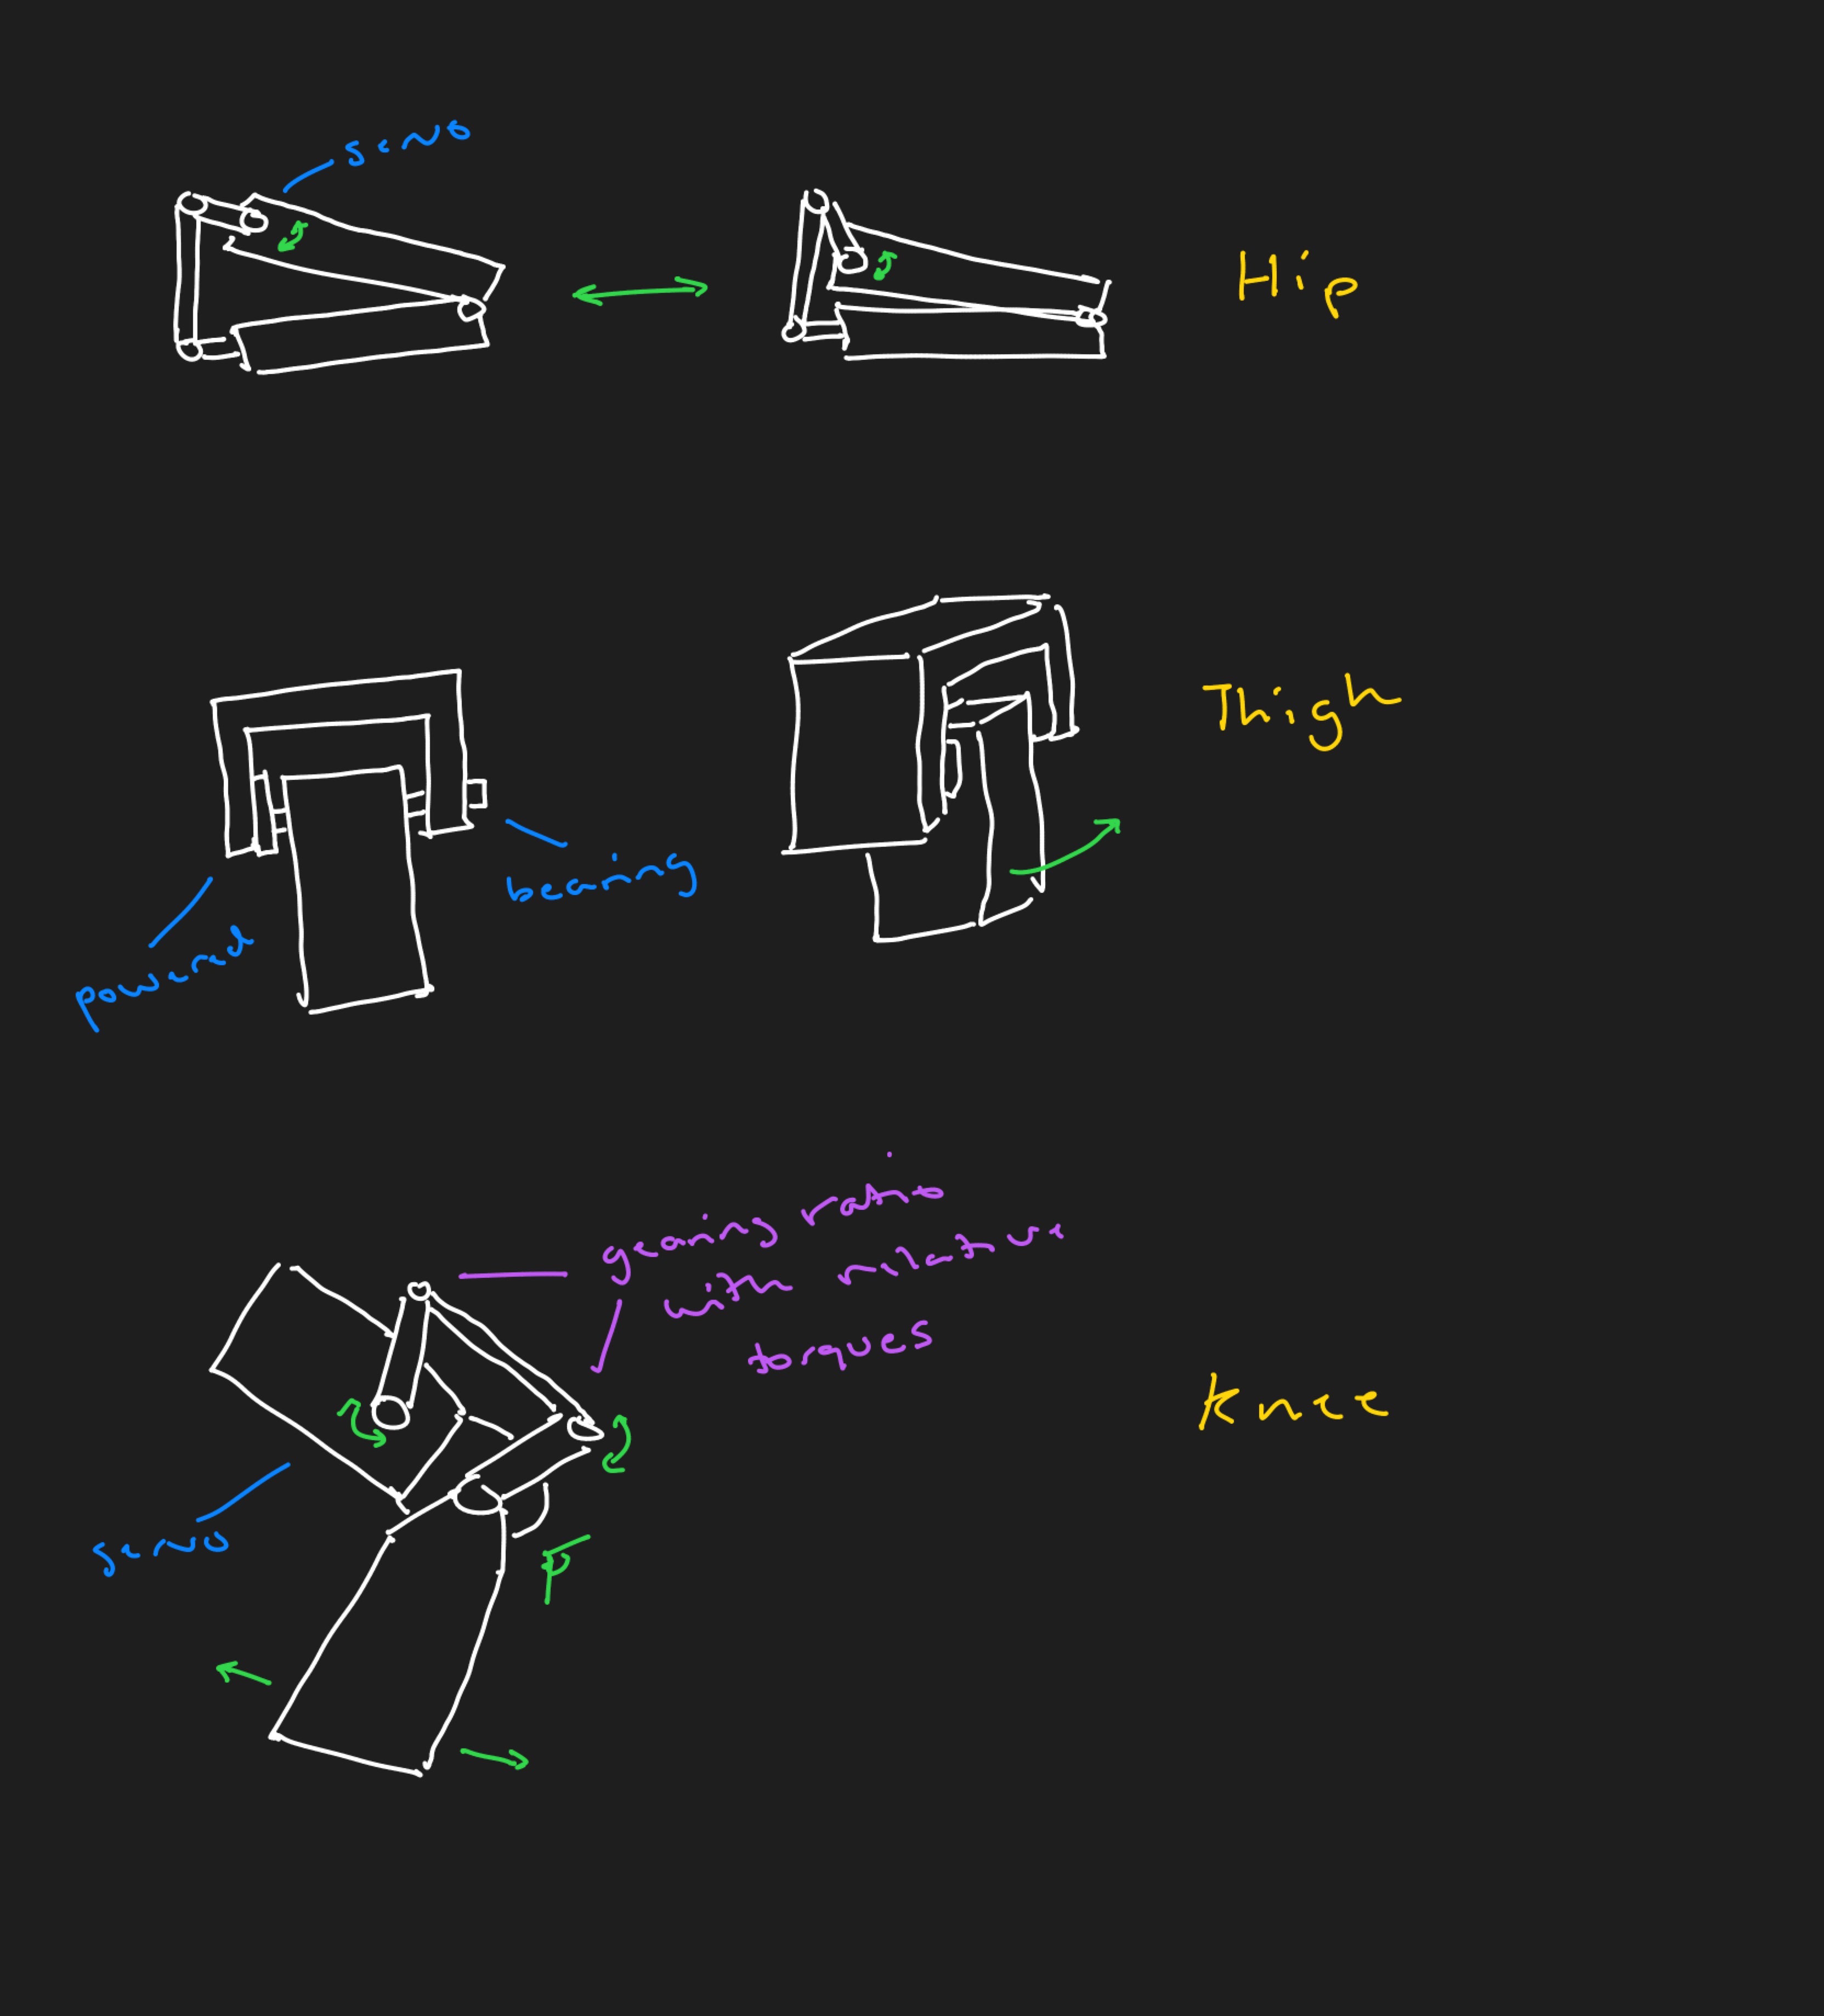 servo
Hip
Thigh
bearing
powered
gearing ratio
with relative
torques
Knee
servo